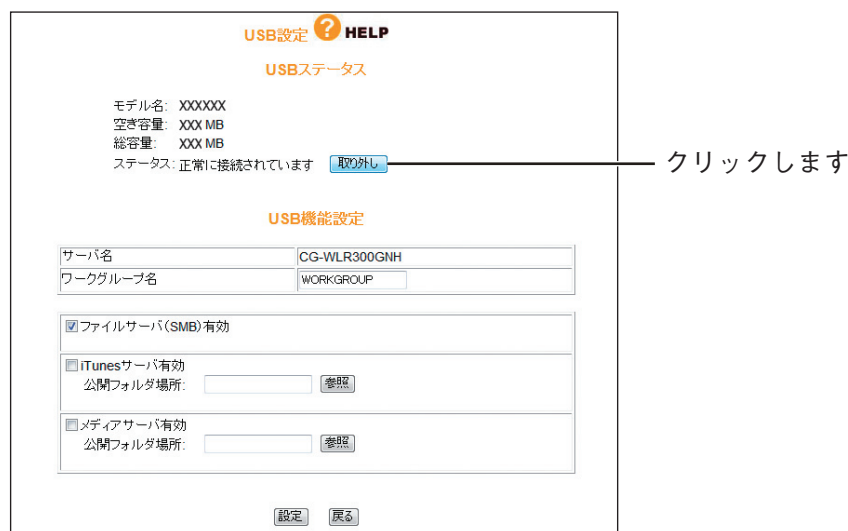 USB設定 ? HELP
USBステータス
モデル名: XXXXXX
空き容量: XXX MB
総容量: XXX MB
ステータス: 正常に接続されています 取り外し
クリックします
USB機能設定
サーバ名 CG-WLR300GNH
ワークグループ名 WORKGROUP
ファイルサーバ(SMB)有効
iTunesサーバ有効
公開フォルダ場所: 参照
メディアサーバ有効
公開フォルダ場所: 参照
設定 戻る